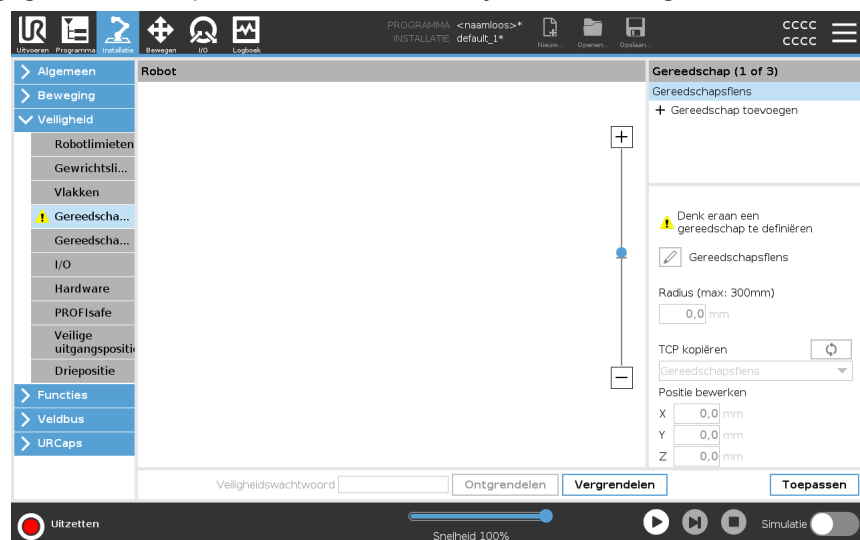 PROGRAMMA <naamloos>*
INSTALLATIE default_1*
CCCC
CCCC
Uitvoeren Programma Installatie Bewegen I/O Logboek
Nieuw... Openen... Opslaan...
Algemeen
Beweging
Veiligheid
Robotlimieten
Gewrichtsli...
Vlakken
Gereedscha...
Gereedscha...
I/O
Hardware
PROFIsafe
Veilige
uitgangspositi
Driepositie
Functies
Veldbus
URCaps
Robot
Gereedschap (1 of 3)
Gereedschapsflens
+ Gereedschap toevoegen
Denk eraan een
gereedschap te definiëren
Gereedschapsflens
Radius (max: 300mm)
0,0 mm
TCP kopiëren
Gereedschapsflens
Positie bewerken
X 0,0 mm
Y 0,0 mm
Z 0,0 mm
Veiligheidswachtwoord Ontgrendelen Vergrendelen Toepassen
Uitzetten
Snelheid 100%
Simulatie